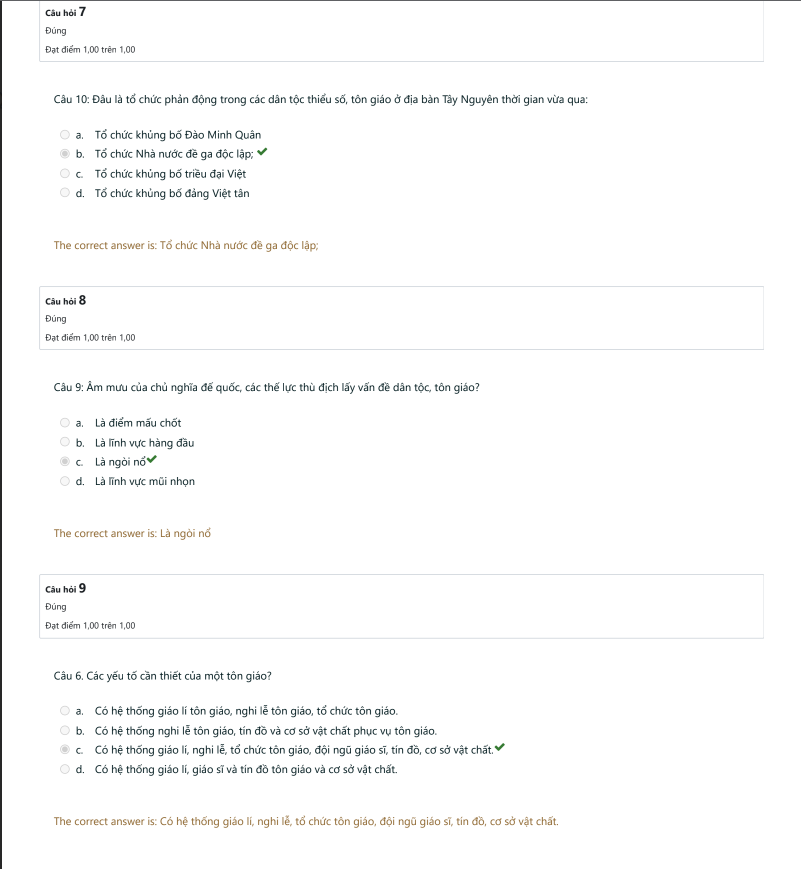 Câu hỏi 7
Đúng
Đạt điểm 1,00 trên 1,00
Câu 10: Đâu là tổ chức phản động trong các dân tộc thiểu số, tôn giáo ở địa bàn Tây Nguyên thời gian vừa qua:
a. Tổ chức khủng bố Đào Minh Quân
b. Tổ chức Nhà nước đề ga độc lập;
c. Tổ chức khủng bố triều đại Việt
d. Tổ chức khủng bố đảng Việt tân
The correct answer is: Tổ chức Nhà nước đề ga độc lập;
Câu hỏi 8
Đúng
Đạt điểm 1,00 trên 1,00
Câu 9: Âm mưu của chủ nghĩa đế quốc, các thế lực thù địch lấy vấn đề dân tộc, tôn giáo?
a. Là điểm mấu chốt
b. Là lĩnh vực hàng đầu
c. Là ngòi nổ
d. Là lĩnh vực mũi nhọn
The correct answer is: Là ngòi nổ
Câu hỏi 9
Đúng
Đạt điểm 1,00 trên 1,00
Câu 6. Các yếu tố cần thiết của một tôn giáo?
a. Có hệ thống giáo lí tôn giáo, nghi lễ tôn giáo, tổ chức tôn giáo.
b. Có hệ thống nghi lễ tôn giáo, tín đồ và cơ sở vật chất phục vụ tôn giáo.
c. Có hệ thống giáo lí, nghi lễ, tổ chức tôn giáo, đội ngũ giáo sĩ, tín đồ, cơ sở vật chất.
d. Có hệ thống giáo lí, giáo sĩ và tín đồ tôn giáo và cơ sở vật chất.
The correct answer is: Có hệ thống giáo lí, nghi lễ, tổ chức tôn giáo, đội ngũ giáo sĩ, tín đồ, cơ sở vật chất.